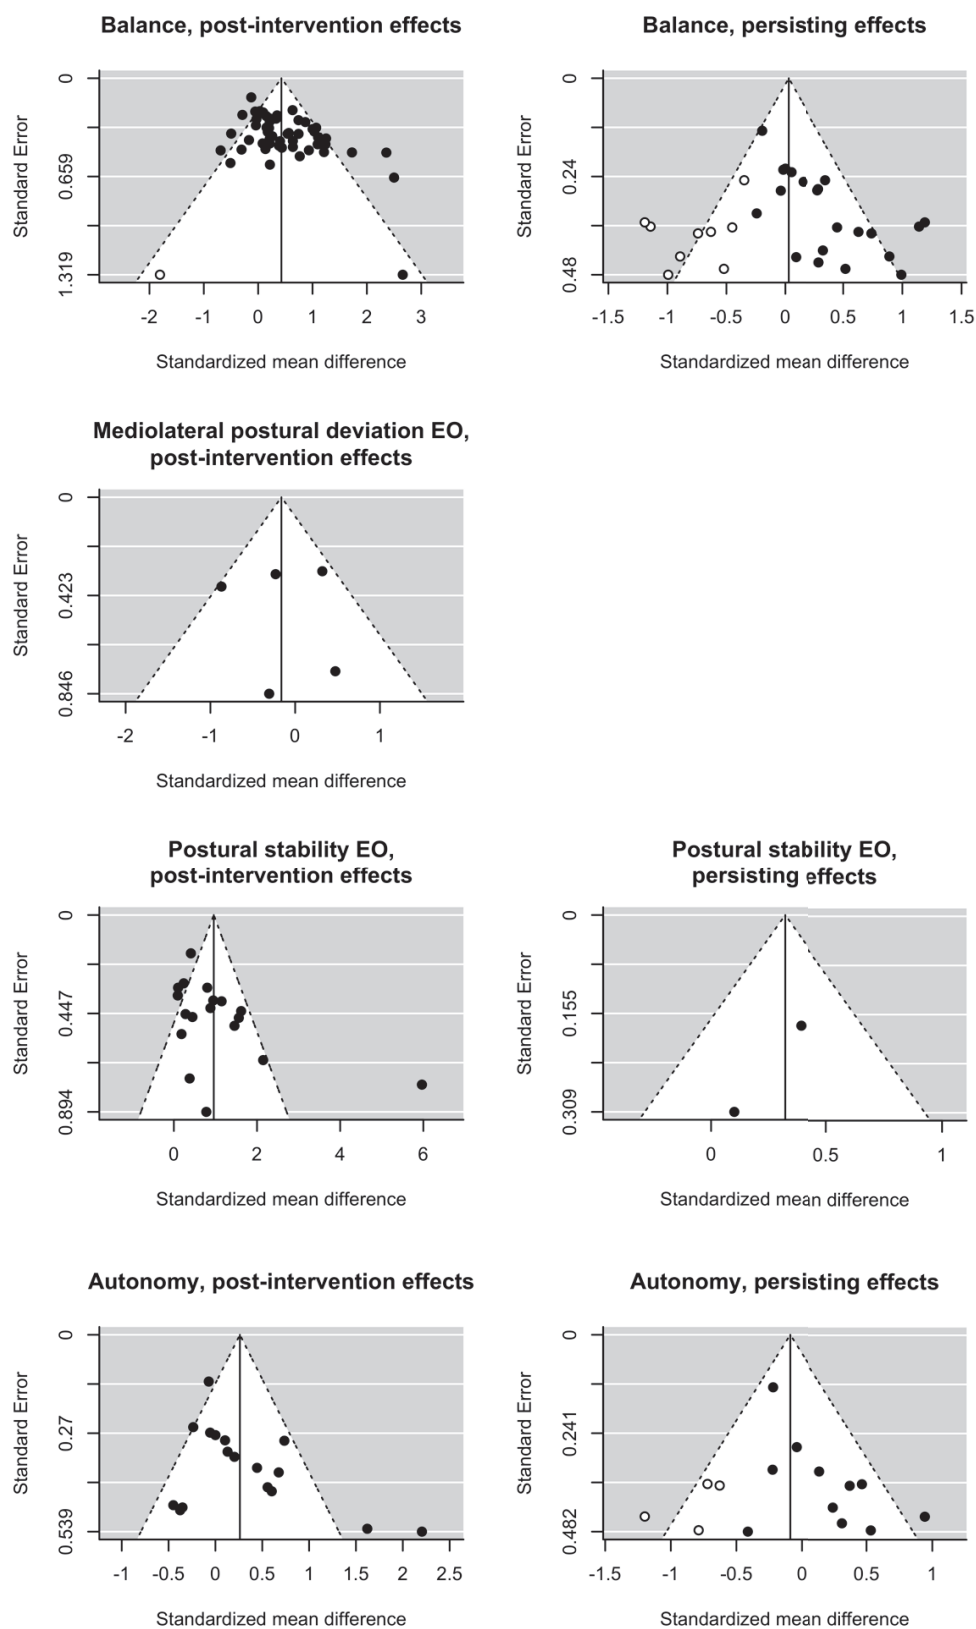 Balance, post-intervention effects
Standard Error
0
0.659
1.319
-2 -1 0 1 2 3
Standardized mean difference
Balance, persisting effects
Standard Error
0
0.24
0.48
-1.5 -1 -0.5 0 0.5 1 1.5
Standardized mean difference
Mediolateral postural deviation EO,
post-intervention effects
Standard Error
0
0.423
0.846
-2 -1 0 1
Standardized mean difference
Postural stability EO,
post-intervention effects
Standard Error
0
0.447
0.894
0 2 4 6
Standardized mean difference
Postural stability EO,
persisting effects
Standard Error
0
0.155
0.309
0 0.5 1
Standardized mean difference
Autonomy, post-intervention effects
Standard Error
0
0.27
0.539
-1 -0.5 0 0.5 1 1.5 2 2.5
Standardized mean difference
Autonomy, persisting effects
Standard Error
0
0.241
0.482
-1.5 -1 -0.5 0 0.5 1
Standardized mean difference